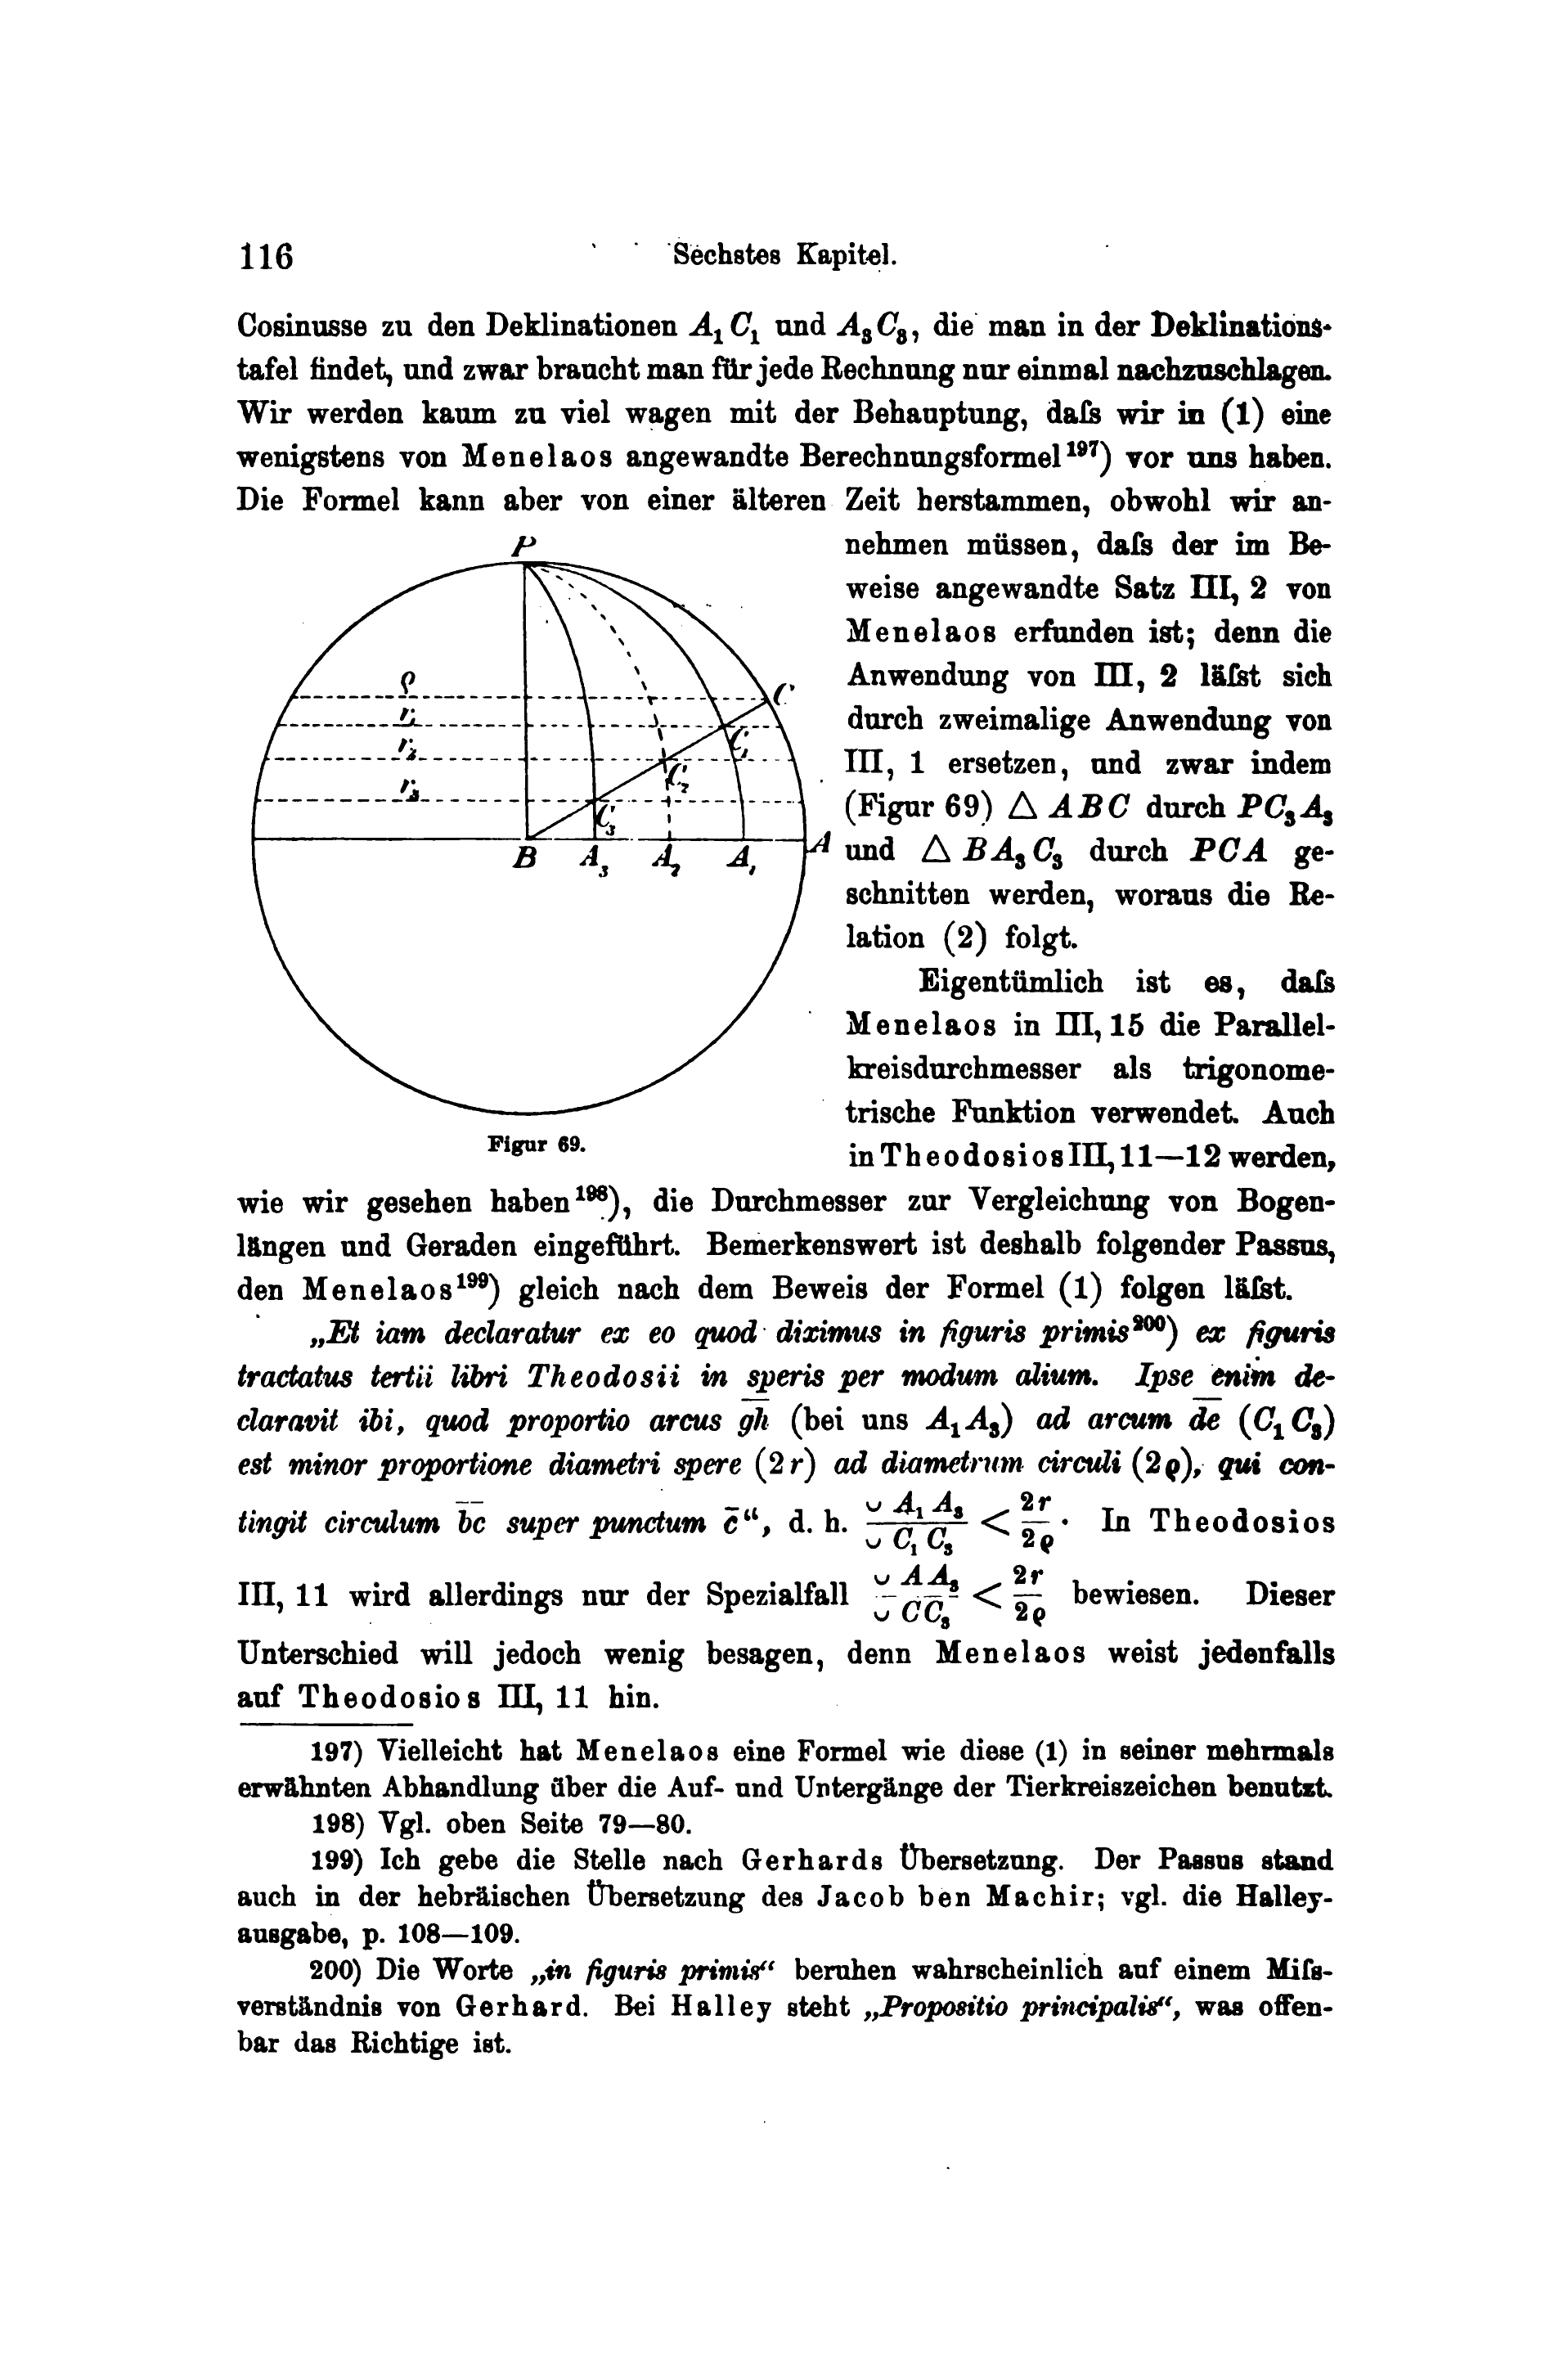 116
Sechstes Kapitel.
Cosinusse zu den Deklinationen A₁C₁ und A₃C₃, die man in der Deklinations-
tafel findet, und zwar braucht man für jede Rechnung nur einmal nachzuschlagen.
Wir werden kaum zu viel wagen mit der Behauptung, daſs wir in (1) eine
wenigstens von Menelaos angewandte Berechnungsformel¹⁹⁷) vor uns haben.
Die Formel kann aber von einer älteren Zeit herstammen, obwohl wir an-
nehmen müssen, daſs der im Be-
weise angewandte Satz III, 2 von
Menelaos erfunden ist; denn die
Anwendung von III, 2 läſst sich
durch zweimalige Anwendung von
III, 1 ersetzen, und zwar indem
(Figur 69) △ ABC durch PC₃A₃
und △ BA₃C₃ durch PCA ge-
schnitten werden, woraus die Re-
lation (2) folgt.
Eigentümlich ist es, daſs
Menelaos in III, 15 die Parallel-
kreisdurchmesser als trigonome-
trische Funktion verwendet. Auch
in Theodosios III, 11—12 werden,
P
ρ
r₁
r₂
r₃
C
C₁
C₂
C₃
B A₃ A₂ A₁ A
Figur 69.
wie wir gesehen haben¹⁹⁸), die Durchmesser zur Vergleichung von Bogen-
längen und Geraden eingeführt. Bemerkenswert ist deshalb folgender Passus,
den Menelaos¹⁹⁹) gleich nach dem Beweis der Formel (1) folgen läſst.
„Et iam declaratur ex eo quod diximus in figuris primis²⁰⁰) ex figuris
tractatus tertii libri Theodosii in speris per modum alium. Ipse enim de-
claravit ibi, quod proportio arcus g̅h̅ (bei uns A₁A₃) ad arcum d̅e̅ (C₁C₃)
est minor proportione diametri spere (2r) ad diametrum circuli (2ρ), qui con-
tingit circulum b̅c̅ super punctum c̅“, d. h. ◡A₁A₃/◡C₁C₃ < 2r/2ρ. In Theodosios
III, 11 wird allerdings nur der Spezialfall ◡AA₃/◡CC₃ < 2r/2ρ bewiesen. Dieser
Unterschied will jedoch wenig besagen, denn Menelaos weist jedenfalls
auf Theodosios III, 11 hin.
197) Vielleicht hat Menelaos eine Formel wie diese (1) in seiner mehrmals
erwähnten Abhandlung über die Auf- und Untergänge der Tierkreiszeichen benutzt.
198) Vgl. oben Seite 79—80.
199) Ich gebe die Stelle nach Gerhards Übersetzung. Der Passus stand
auch in der hebräischen Übersetzung des Jacob ben Machir; vgl. die Halley-
ausgabe, p. 108—109.
200) Die Worte „in figuris primis“ beruhen wahrscheinlich auf einem Miſs-
verständnis von Gerhard. Bei Halley steht „Propositio principalis“, was offen-
bar das Richtige ist.